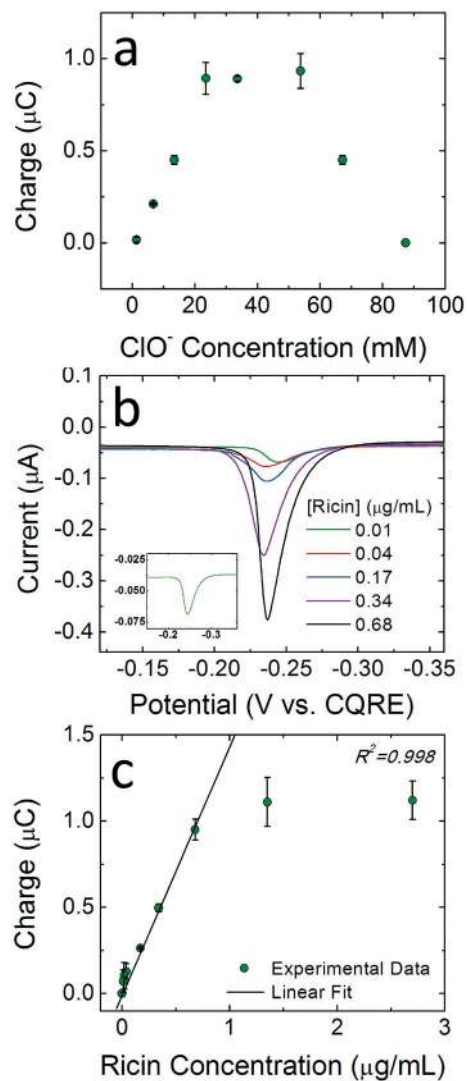 a
1.0
0.5
0.0
Charge (μC)
0 20 40 60 80 100
ClO⁻ Concentration (mM)
b
0.1
0.0
-0.1
-0.2
-0.3
-0.4
Current (μA)
[Ricin] (μg/mL)
0.01
0.04
0.17
0.34
0.68
-0.025
-0.050
-0.075
-0.2 -0.3
-0.15 -0.20 -0.25 -0.30 -0.35
Potential (V vs. CQRE)
c
R²=0.998
1.5
1.0
0.5
0.0
Charge (μC)
Experimental Data
Linear Fit
0 1 2 3
Ricin Concentration (μg/mL)